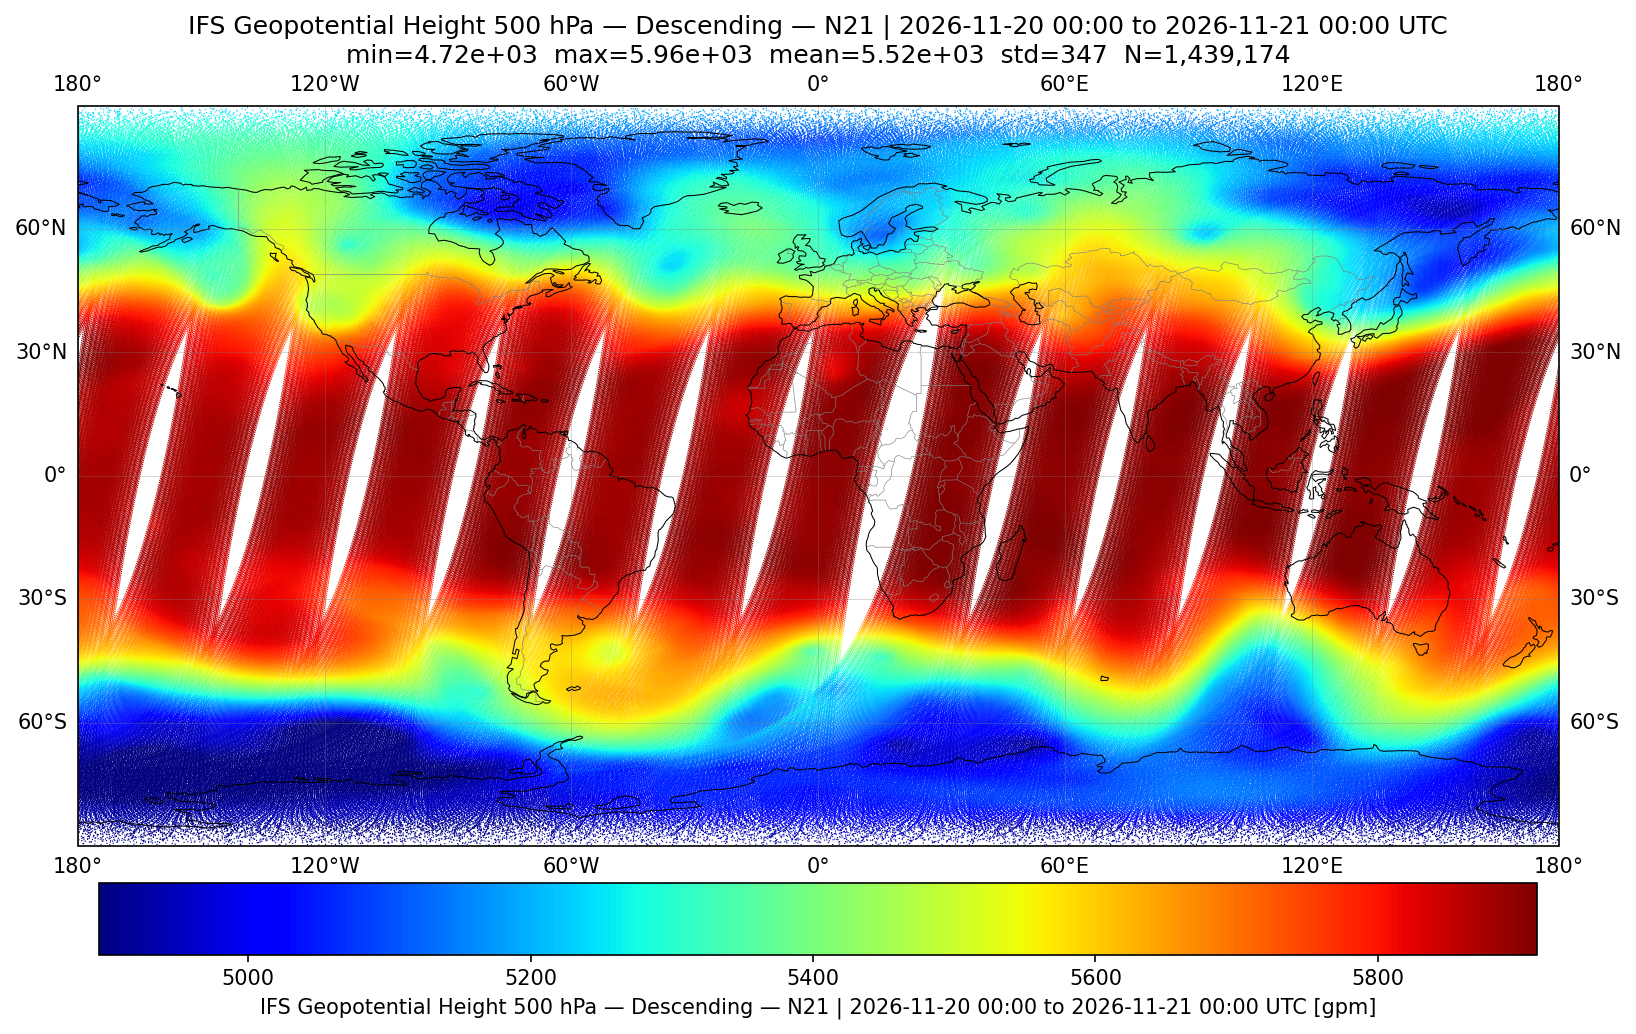 IFS Geopotential Height 500 hPa — Descending — N21 | 2026-11-20 00:00 to 2026-11-21 00:00 UTC
min=4.72e+03 max=5.96e+03 mean=5.52e+03 std=347 N=1,439,174
180° 120°W 60°W 0° 60°E 120°E 180°
60°N 60°N
30°N 30°N
0° 0°
30°S 30°S
60°S 60°S
180° 120°W 60°W 0° 60°E 120°E 180°
5000 5200 5400 5600 5800
IFS Geopotential Height 500 hPa — Descending — N21 | 2026-11-20 00:00 to 2026-11-21 00:00 UTC [gpm]